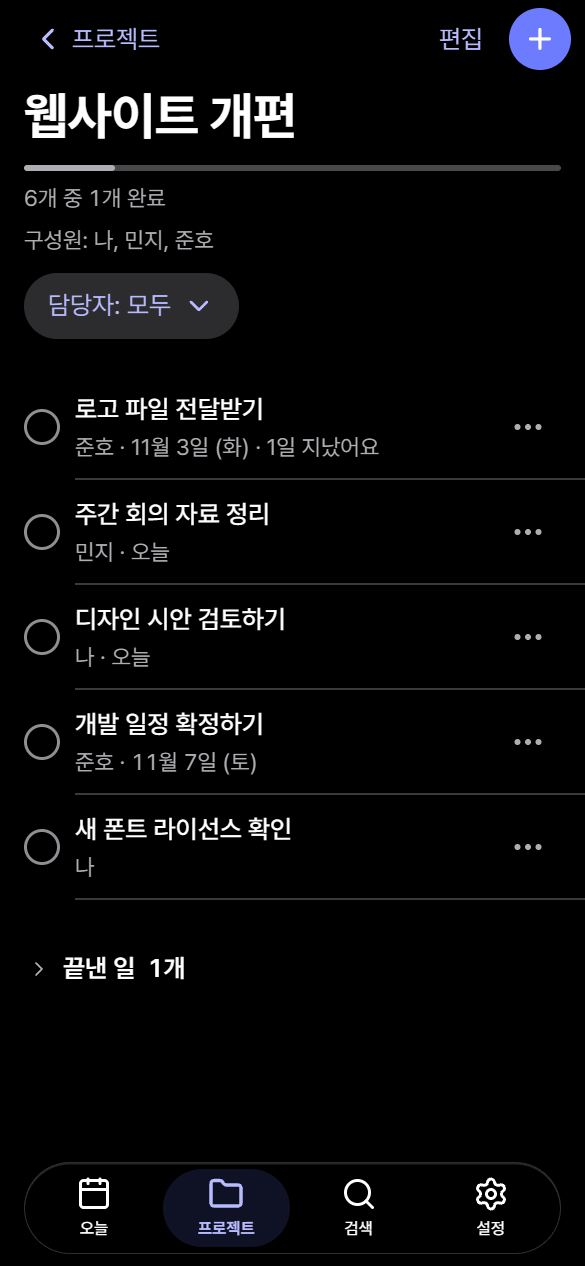 프로젝트
편집
웹사이트 개편
6개 중 1개 완료
구성원: 나, 민지, 준호
담당자: 모두
로고 파일 전달받기
준호 · 11월 3일 (화) · 1일 지났어요
주간 회의 자료 정리
민지 · 오늘
디자인 시안 검토하기
나 · 오늘
개발 일정 확정하기
준호 · 11월 7일 (토)
새 폰트 라이선스 확인
나
끝낸 일 1개
오늘
프로젝트
검색
설정